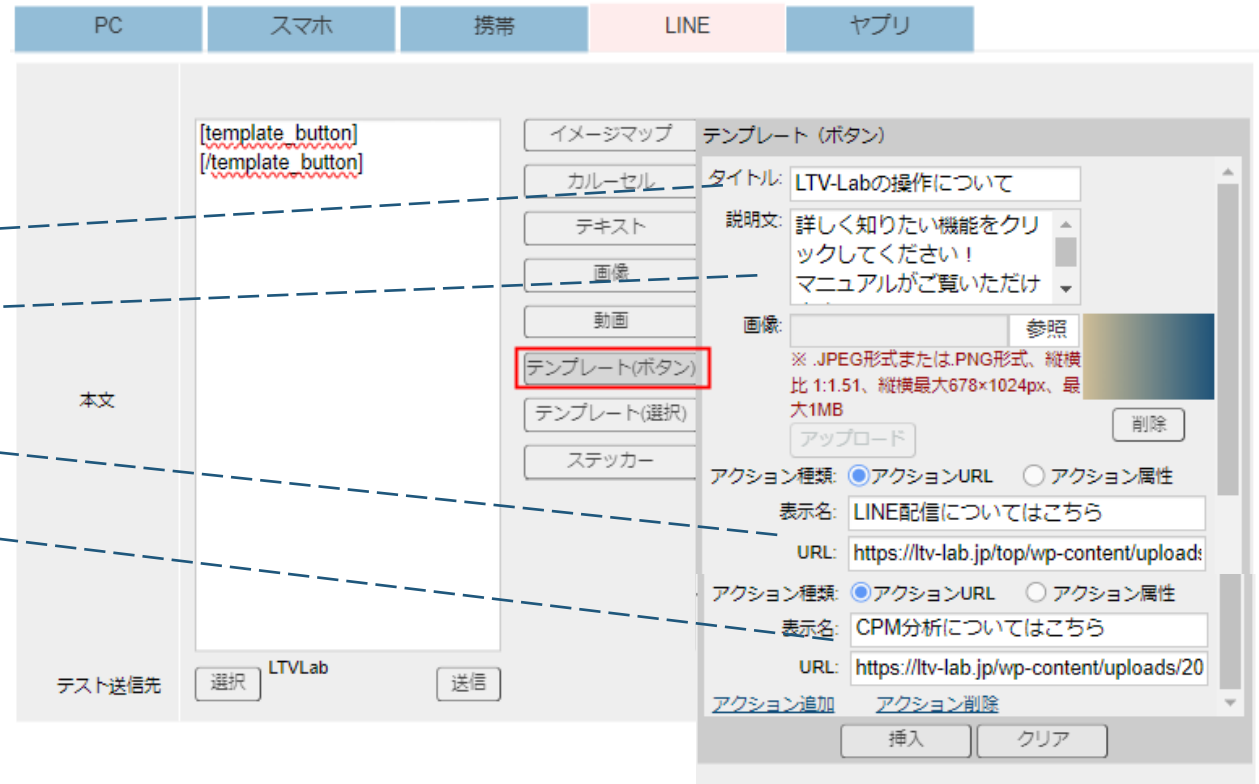 PC
スマホ
携帯
LINE
ヤプリ
本文
[template_button]
[/template_button]
イメージマップ
カルーセル
テキスト
画像
動画
テンプレート(ボタン)
テンプレート(選択)
ステッカー
テンプレート（ボタン）
タイトル:
LTV-Labの操作について
説明文:
詳しく知りたい機能をクリ
ックしてください！
マニュアルがご覧いただけ
画像:
参照
※ .JPEG形式または.PNG形式、縦横
比 1:1.51、縦横最大678×1024px、最
大1MB
アップロード
削除
アクション種類: アクションURL アクション属性
表示名: LINE配信についてはこちら
URL: https://ltv-lab.jp/top/wp-content/uploads
アクション種類: アクションURL アクション属性
表示名: CPM分析についてはこちら
URL: https://ltv-lab.jp/wp-content/uploads/20
アクション追加 アクション削除
挿入 クリア
テスト送信先
選択 LTVLab 送信